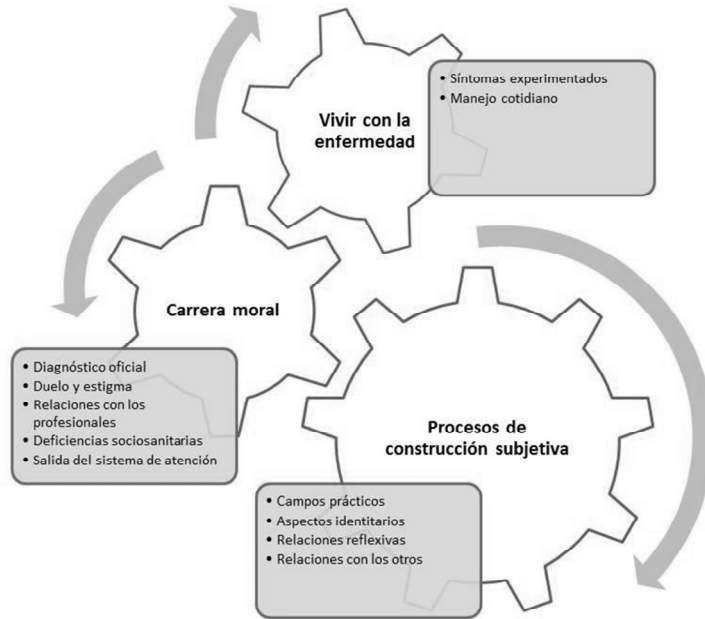 Vivir con la
enfermedad
• Síntomas experimentados
• Manejo cotidiano
Carrera moral
• Diagnóstico oficial
• Duelo y estigma
• Relaciones con los
profesionales
• Deficiencias sociosanitarias
• Salida del sistema de atención
Procesos de
construcción subjetiva
• Campos prácticos
• Aspectos identitarios
• Relaciones reflexivas
• Relaciones con los otros